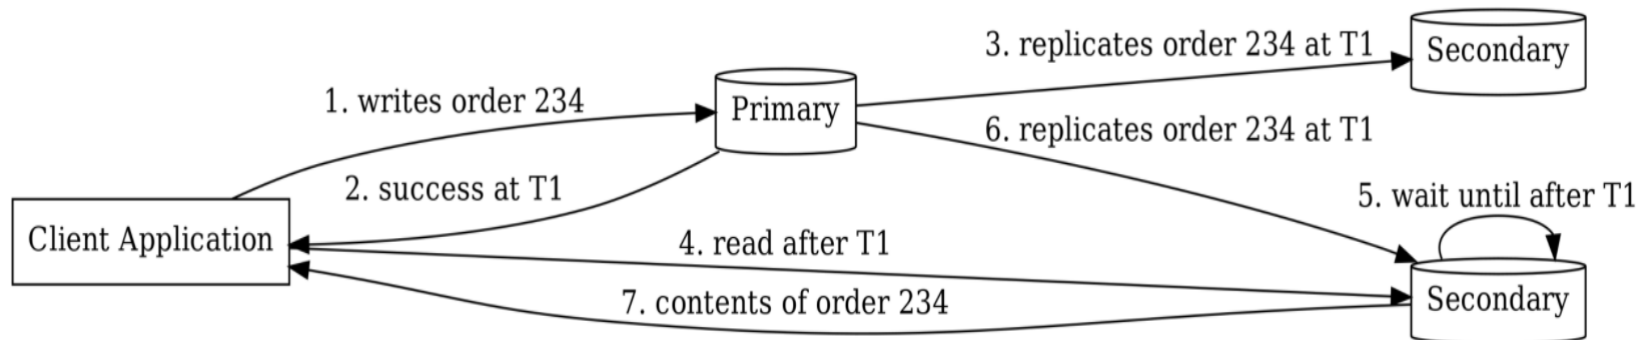 Secondary
3. replicates order 234 at T1
1. writes order 234
Primary
6. replicates order 234 at T1
2. success at T1
5. wait until after T1
Client Application
4. read after T1
7. contents of order 234
Secondary